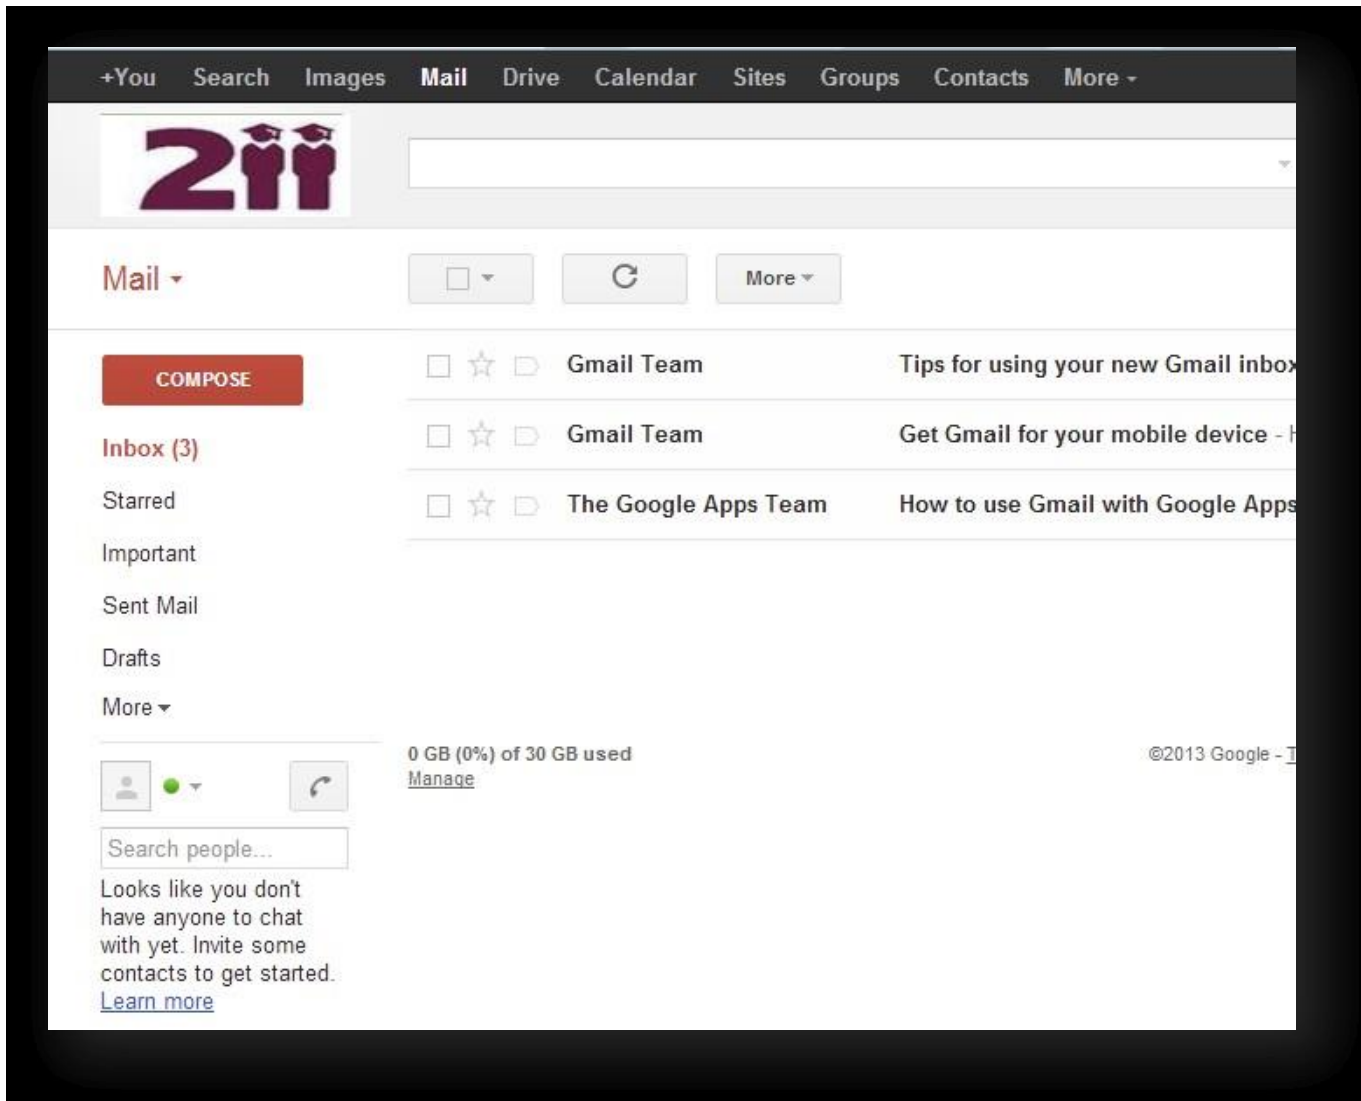 +You Search Images Mail Drive Calendar Sites Groups Contacts More
2ii
Mail
More
COMPOSE
Inbox (3)
Starred
Important
Sent Mail
Drafts
More
Gmail Team Tips for using your new Gmail inbox
Gmail Team Get Gmail for your mobile device -
The Google Apps Team How to use Gmail with Google Apps
0 GB (0%) of 30 GB used
Manage
©2013 Google -
Search people...
Looks like you don't
have anyone to chat
with yet. Invite some
contacts to get started.
Learn more